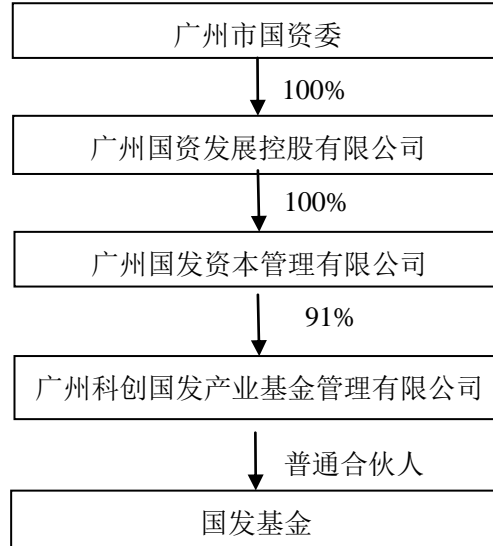 广州市国资委
100%
广州国资发展控股有限公司
100%
广州国发资本管理有限公司
91%
广州科创国发产业基金管理有限公司
普通合伙人
国发基金